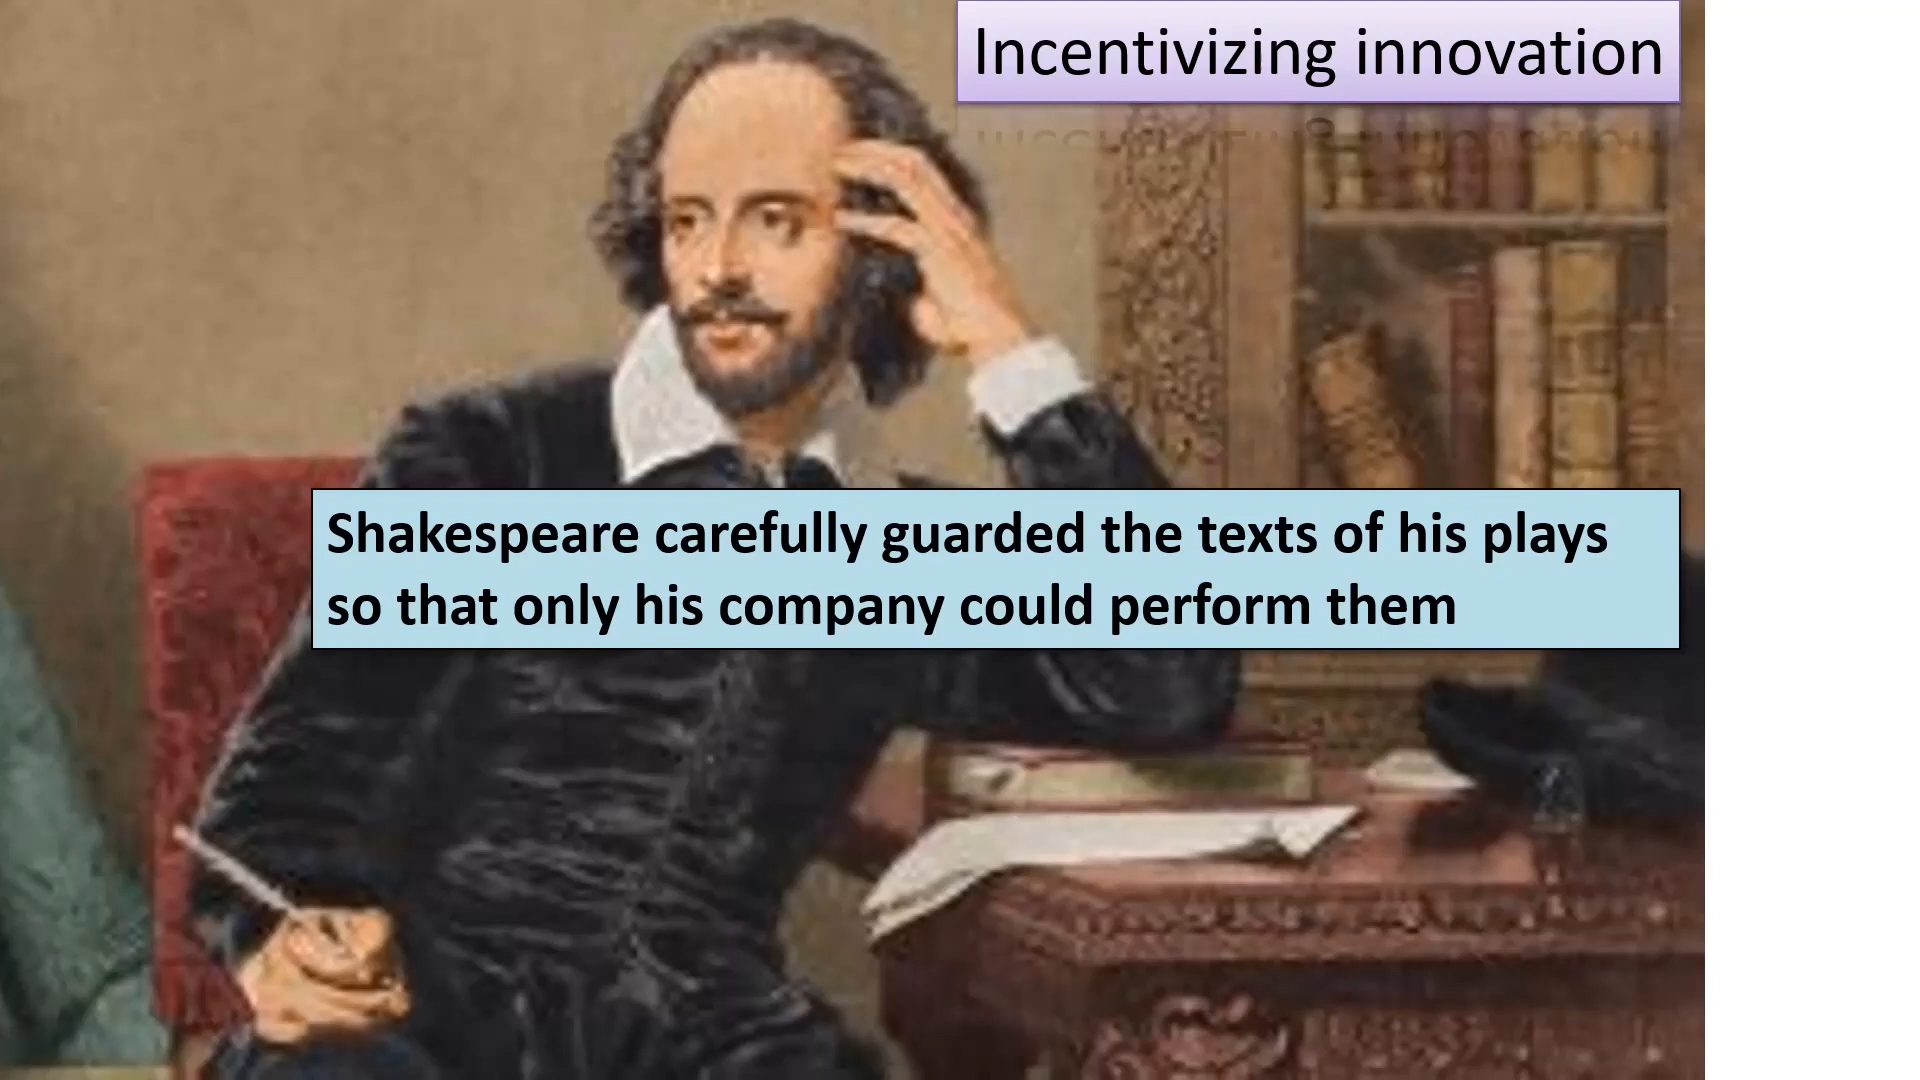 Incentivizing innovation
Shakespeare carefully guarded the texts of his plays
so that only his company could perform them